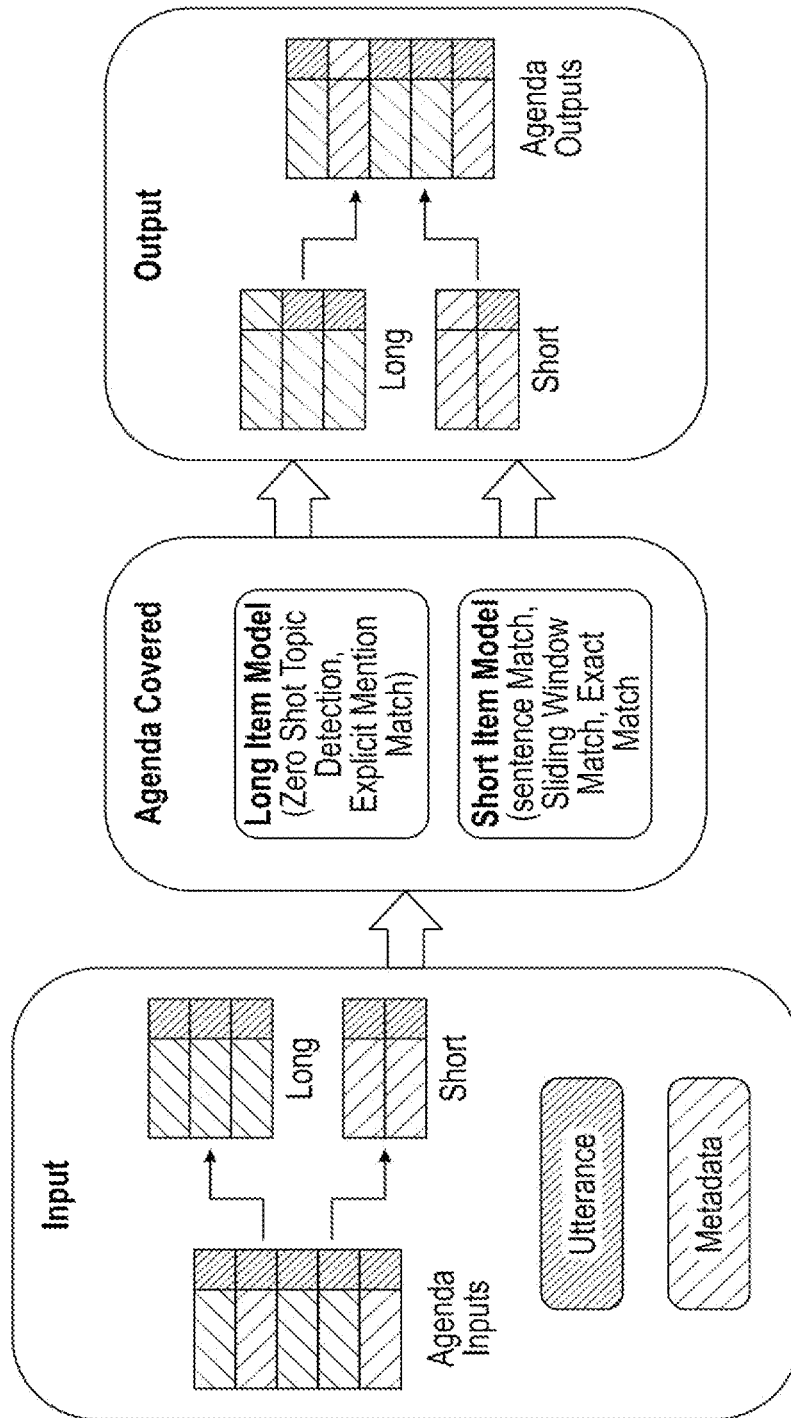 Input
Agenda
Inputs
Long
Short
Utterance
Metadata
Agenda Covered
Long Item Model
(Zero Shot Topic
Detection,
Explicit Mention
Match)
Short Item Model
(sentence Match,
Sliding Window
Match, Exact
Match
Output
Long
Short
Agenda
Outputs